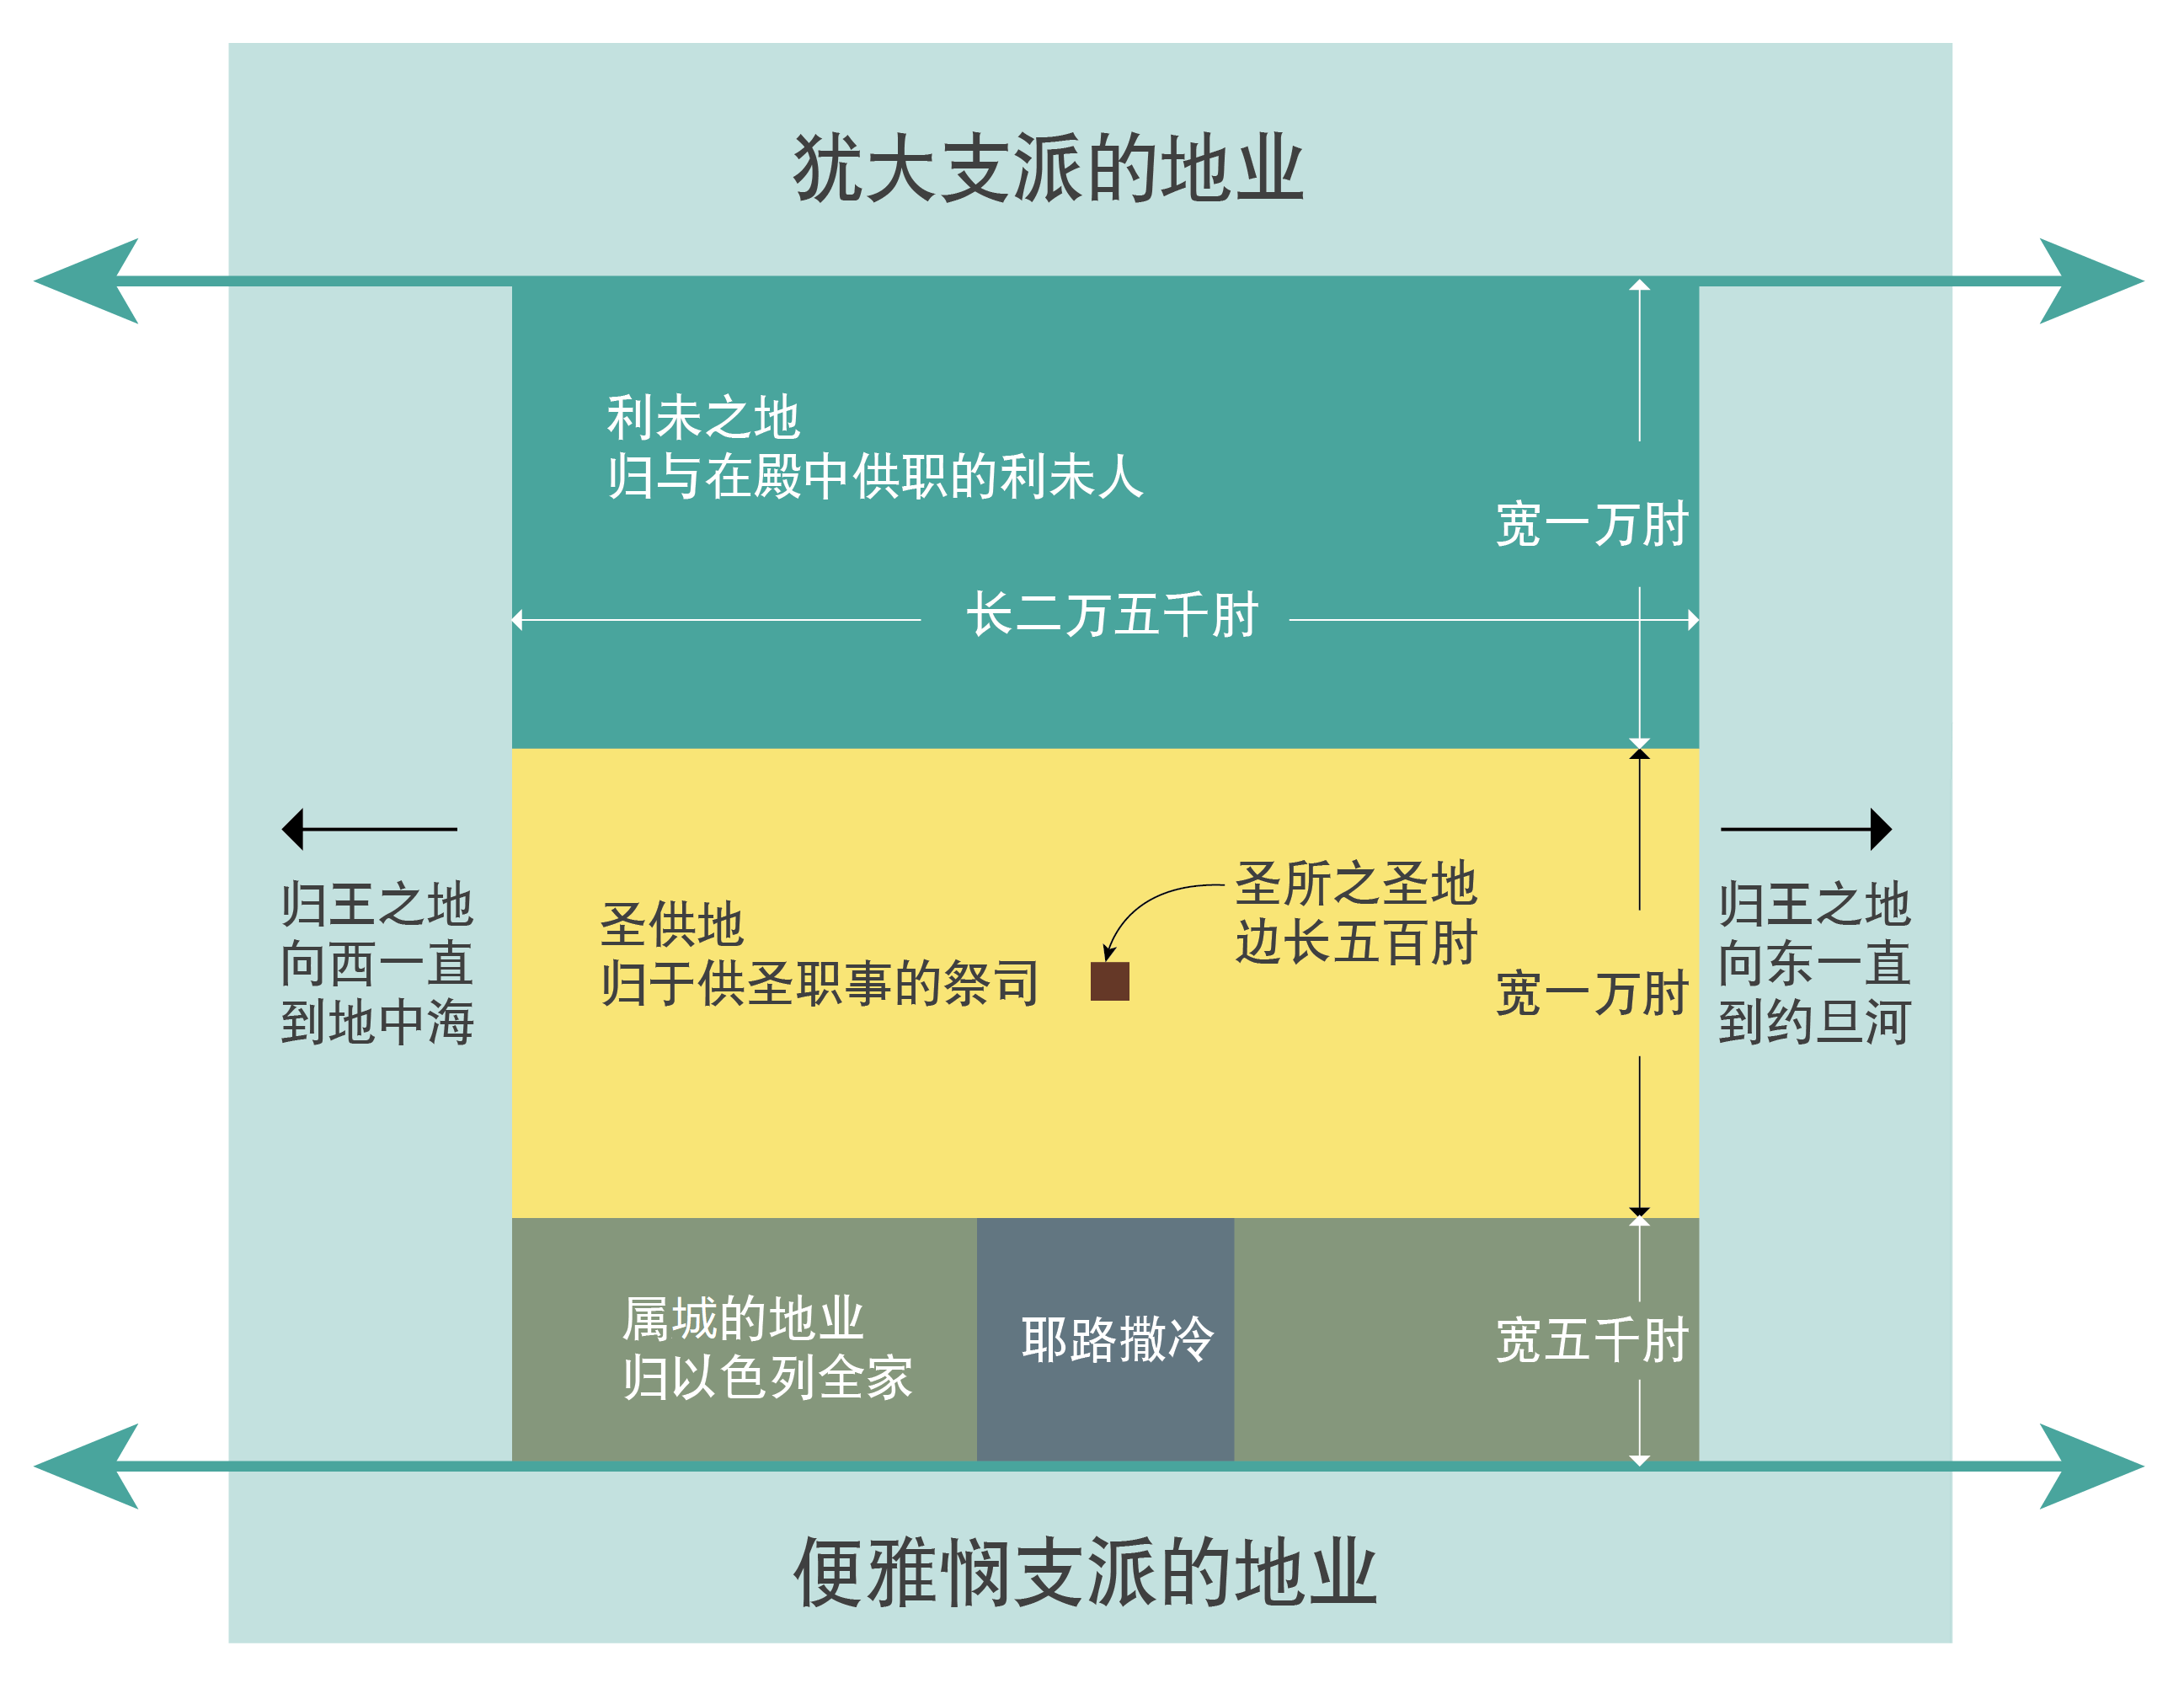 犹大支派的地业
利未之地
归与在殿中供职的利未人
宽一万肘
长二万五千肘
归王之地
向西一直
到地中海
圣供地
归于供圣职事的祭司
圣所之圣地
边长五百肘
宽一万肘
归王之地
向东一直
到约旦河
属城的地业
归以色列全家
耶路撒冷
宽五千肘
便雅悯支派的地业